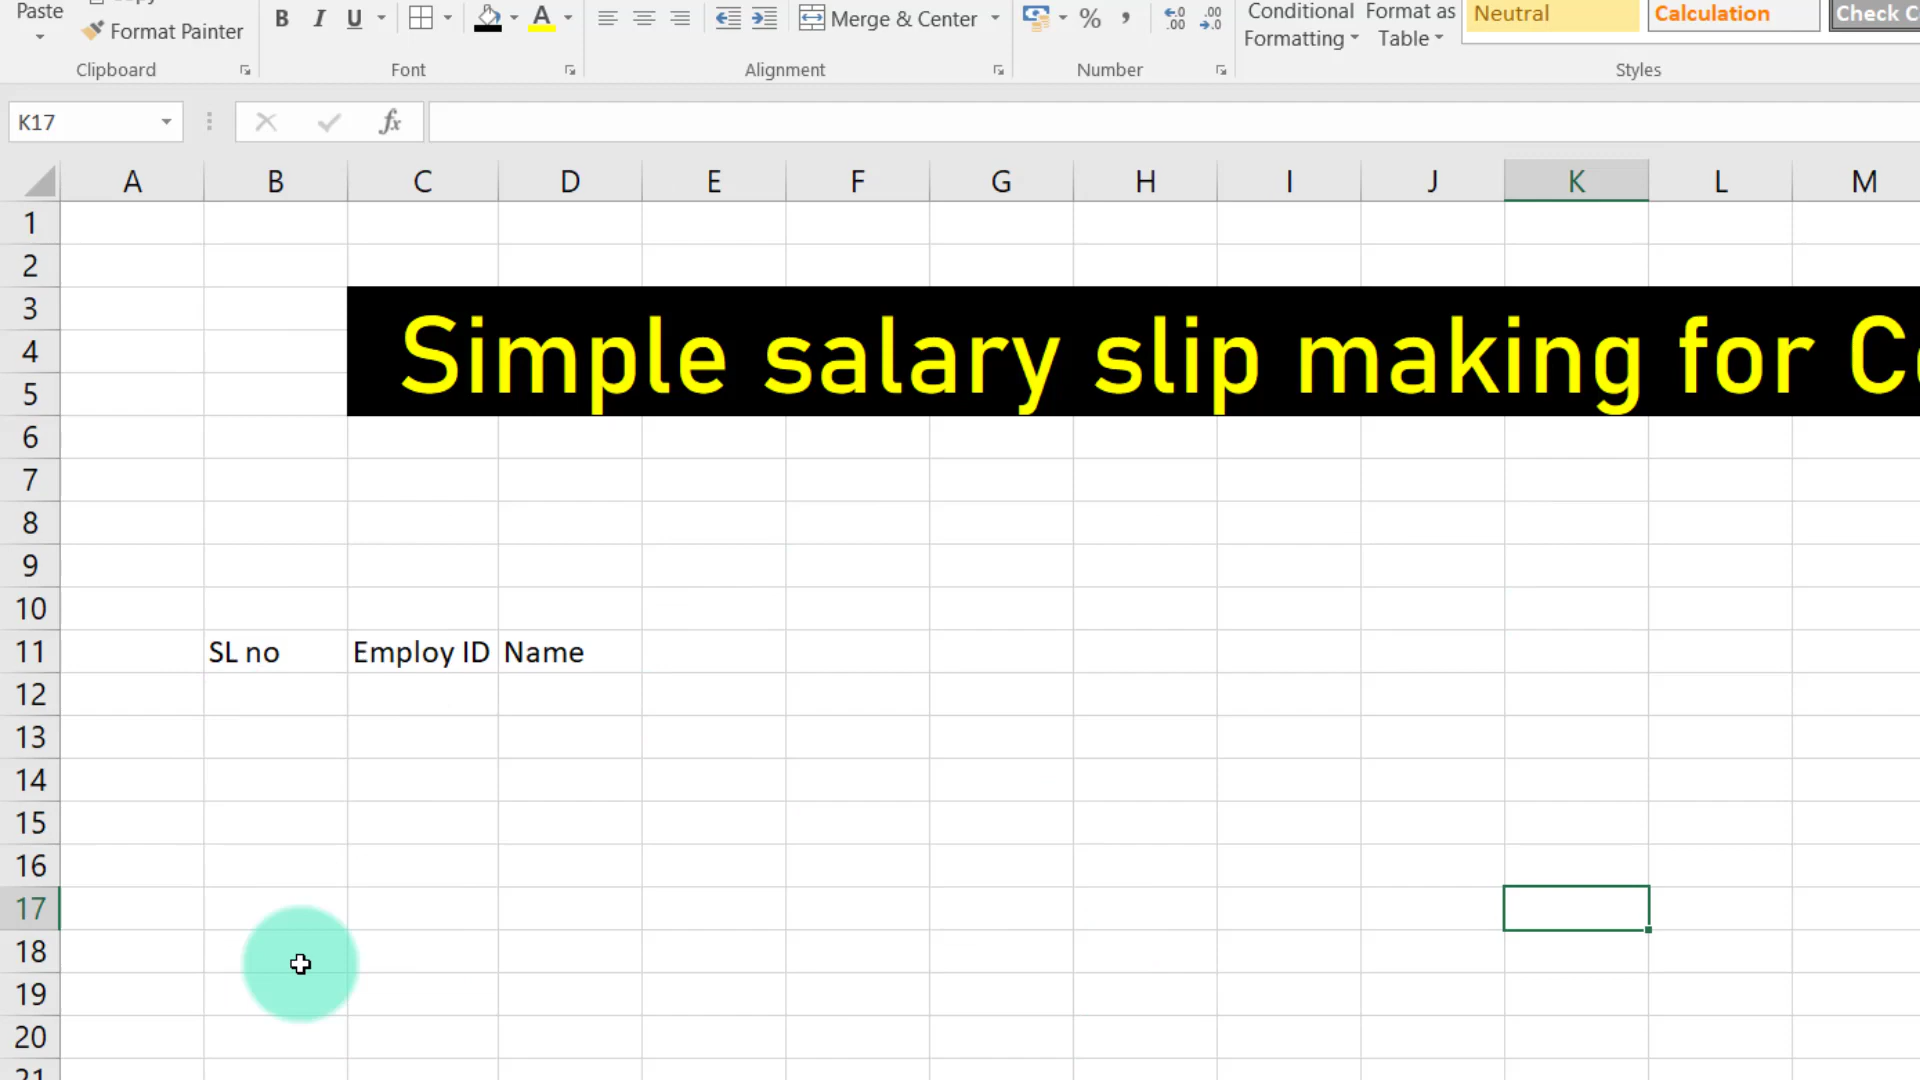 Paste
Format Painter
Clipboard
B I U
A
Font
Merge & Center
Alignment
%
Number
Conditional
Formatting
Format as
Table
Neutral
Calculation
Check C
Styles
K17
fx
A B C D E F G H I J K L M
1
2
3
Simple salary slip making for C
4
5
6
7
8
9
10
11 SL no Employ ID Name
12
13
14
15
16
17
18
19
20
21